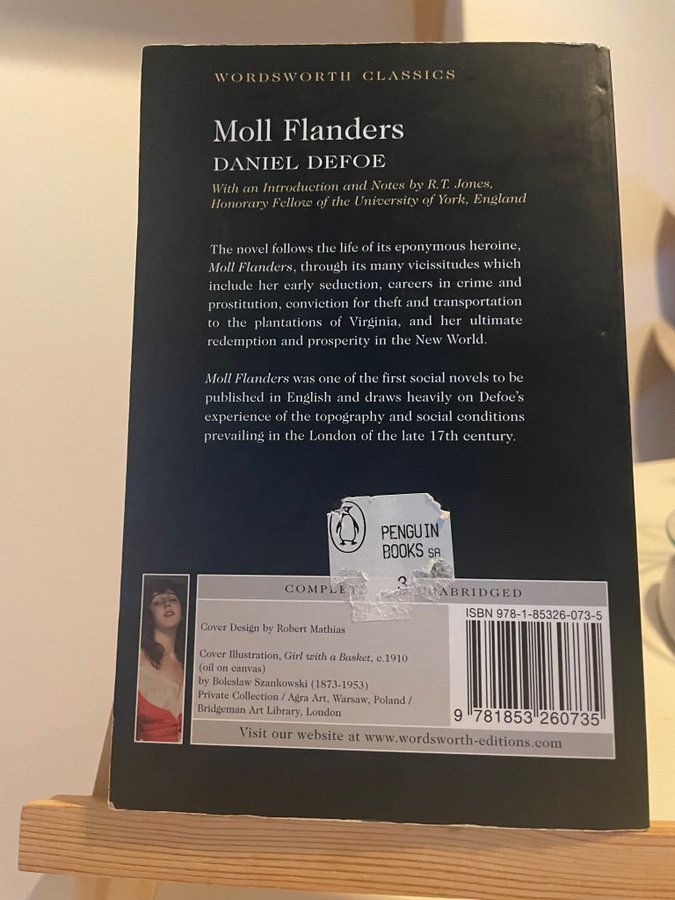 WORDSWORTH CLASSICS
Moll Flanders
DANIEL DEFOE
With an Introduction and Notes by R.T. Jones,
Honorary Fellow of the University of York, England
The novel follows the life of its eponymous heroine,
Moll Flanders, through its many vicissitudes which
include her early seduction, careers in crime and
prostitution, conviction for theft and transportation
to the plantations of Virginia, and her ultimate
redemption and prosperity in the New World.
Moll Flanders was one of the first social novels to be
published in English and draws heavily on Defoe's
experience of the topography and social conditions
prevailing in the London of the late 17th century.
PENGUIN
BOOKS SA
3
COMPLE ABRIDGED
Cover Design by Robert Mathias
Cover Illustration, Girl with a Basket, c.1910
(oil on canvas)
by Boleslaw Szankowski (1873-1953)
Private Collection / Agra Art, Warsaw, Poland /
Bridgeman Art Library, London
ISBN 978-1-85326-073-5
9 781853 260735
Visit our website at www.wordsworth-editions.com